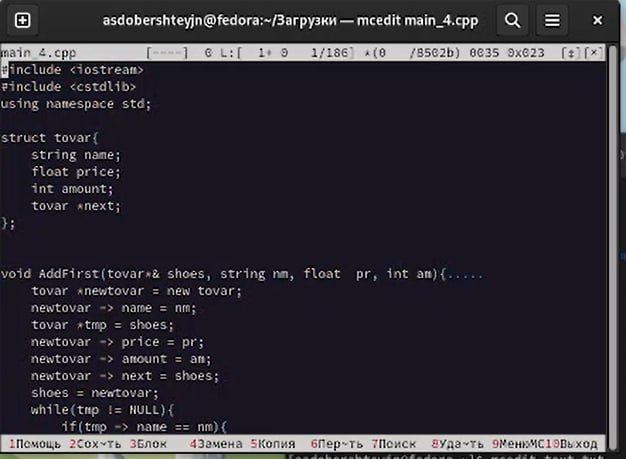 asdobershteyjn@fedora:~/Загрузки — mcedit main_4.cpp
main_4.cpp [----] 0 L:[ 1+ 0 1/186] *(0 /8502b) 0035 0x023 [↕][×]
#include <iostream>
#include <cstdlib>
using namespace std;
struct tovar{
string name;
float price;
int amount;
tovar *next;
};
void AddFirst(tovar*& shoes, string nm, float pr, int am){.....
tovar *newtovar = new tovar;
newtovar -> name = nm;
tovar *tmp = shoes;
newtovar -> price = pr;
newtovar -> amount = am;
newtovar -> next = shoes;
shoes = newtovar;
while(tmp != NULL){
if(tmp -> name == nm){
1Помощь 2Сох~ть 3Блок 4Замена 5Копия 6Пер~ть 7Поиск 8Уда~ть 9МенюMC 10Выход